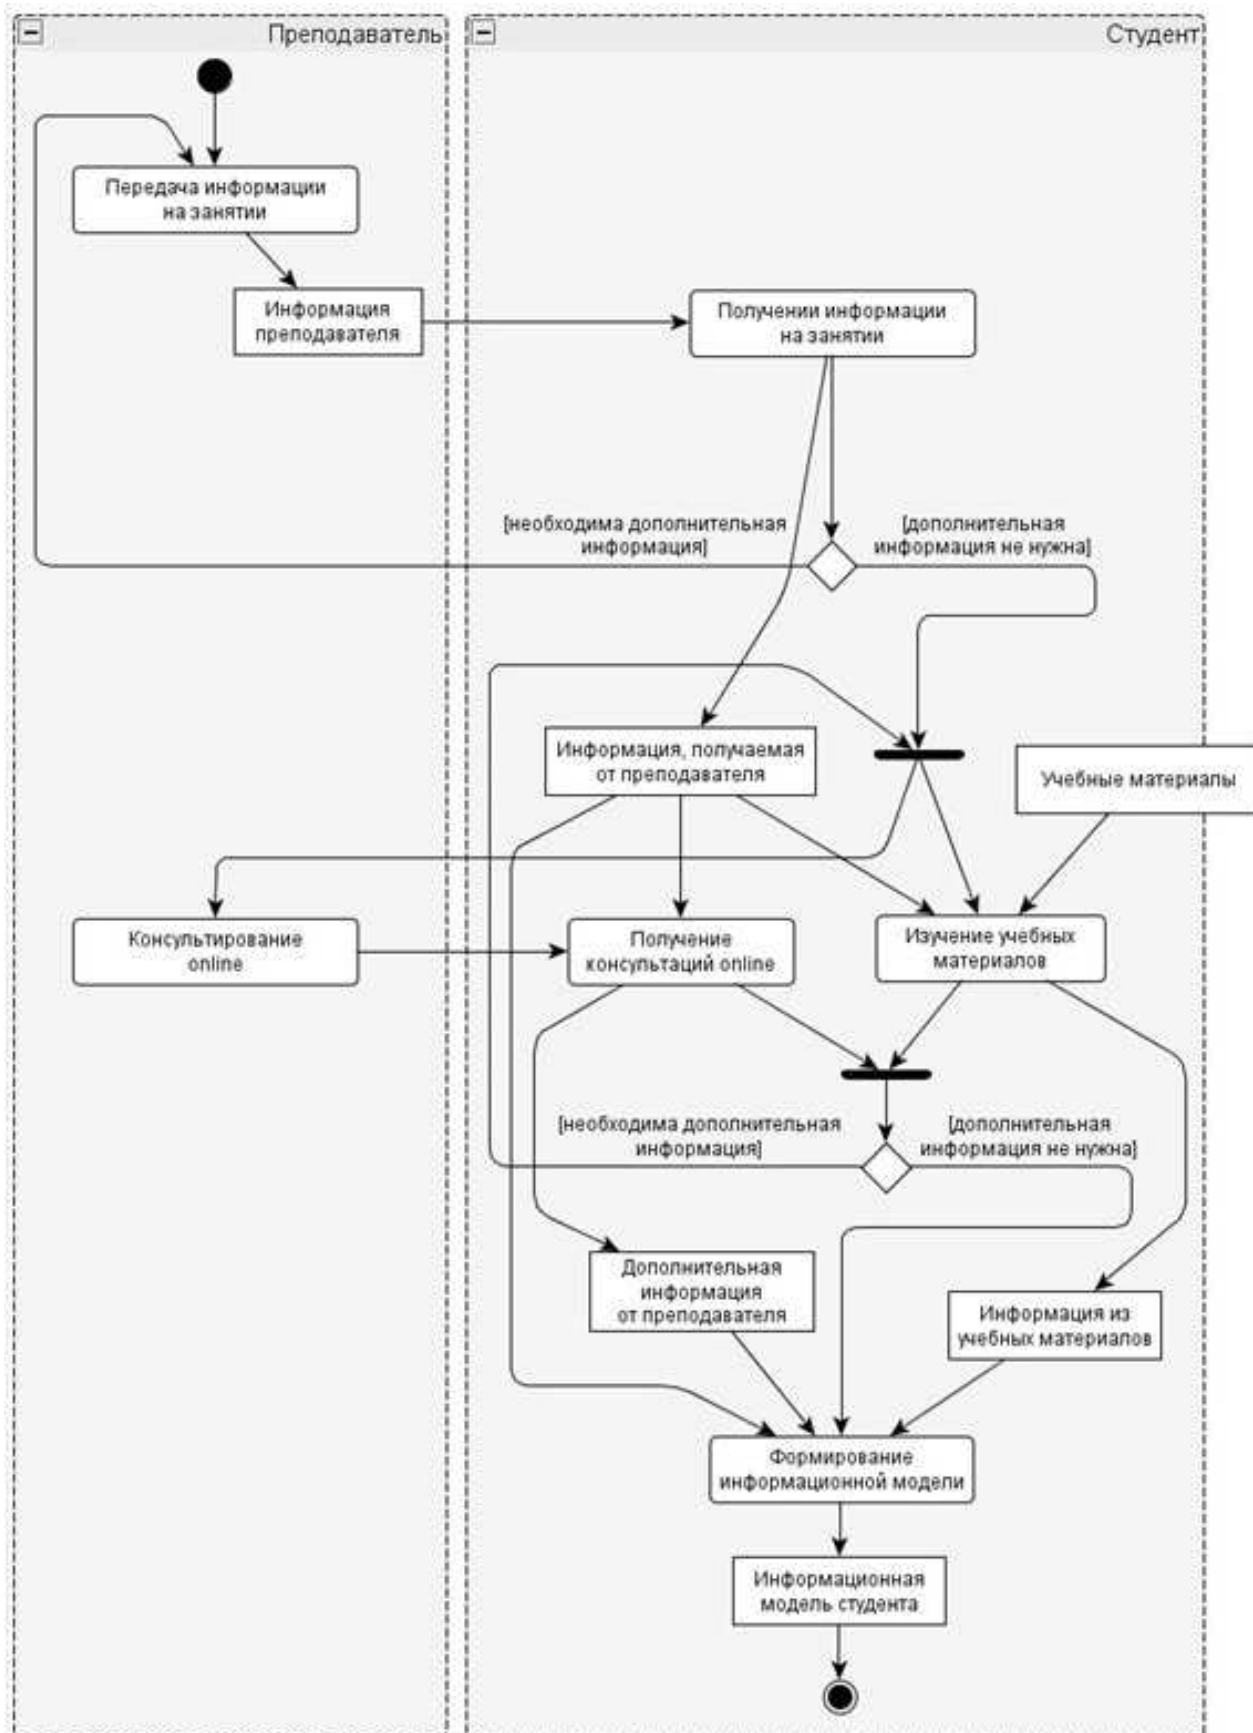 Преподаватель
Студент
Передача информации
на занятии
Информация
преподавателя
Получении информации
на занятии
[необходима дополнительная
информация]
[дополнительная
информация не нужна]
Информация, получаемая
от преподавателя
Учебные материалы
Консультирование
online
Получение
консультаций online
Изучение учебных
материалов
[необходима дополнительная
информация]
[дополнительная
информация не нужна]
Дополнительная
информация
от преподавателя
Информация из
учебных материалов
Формирование
информационной модели
Информационная
модель студента